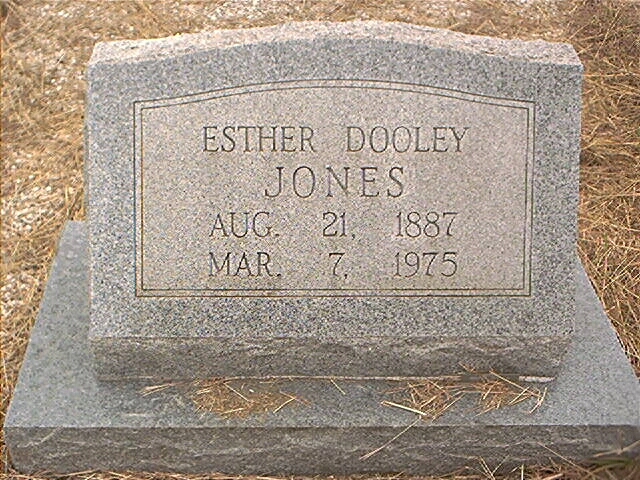 ESTHER DOOLEY
JONES
AUG. 21, 1887
MAR. 7, 1975